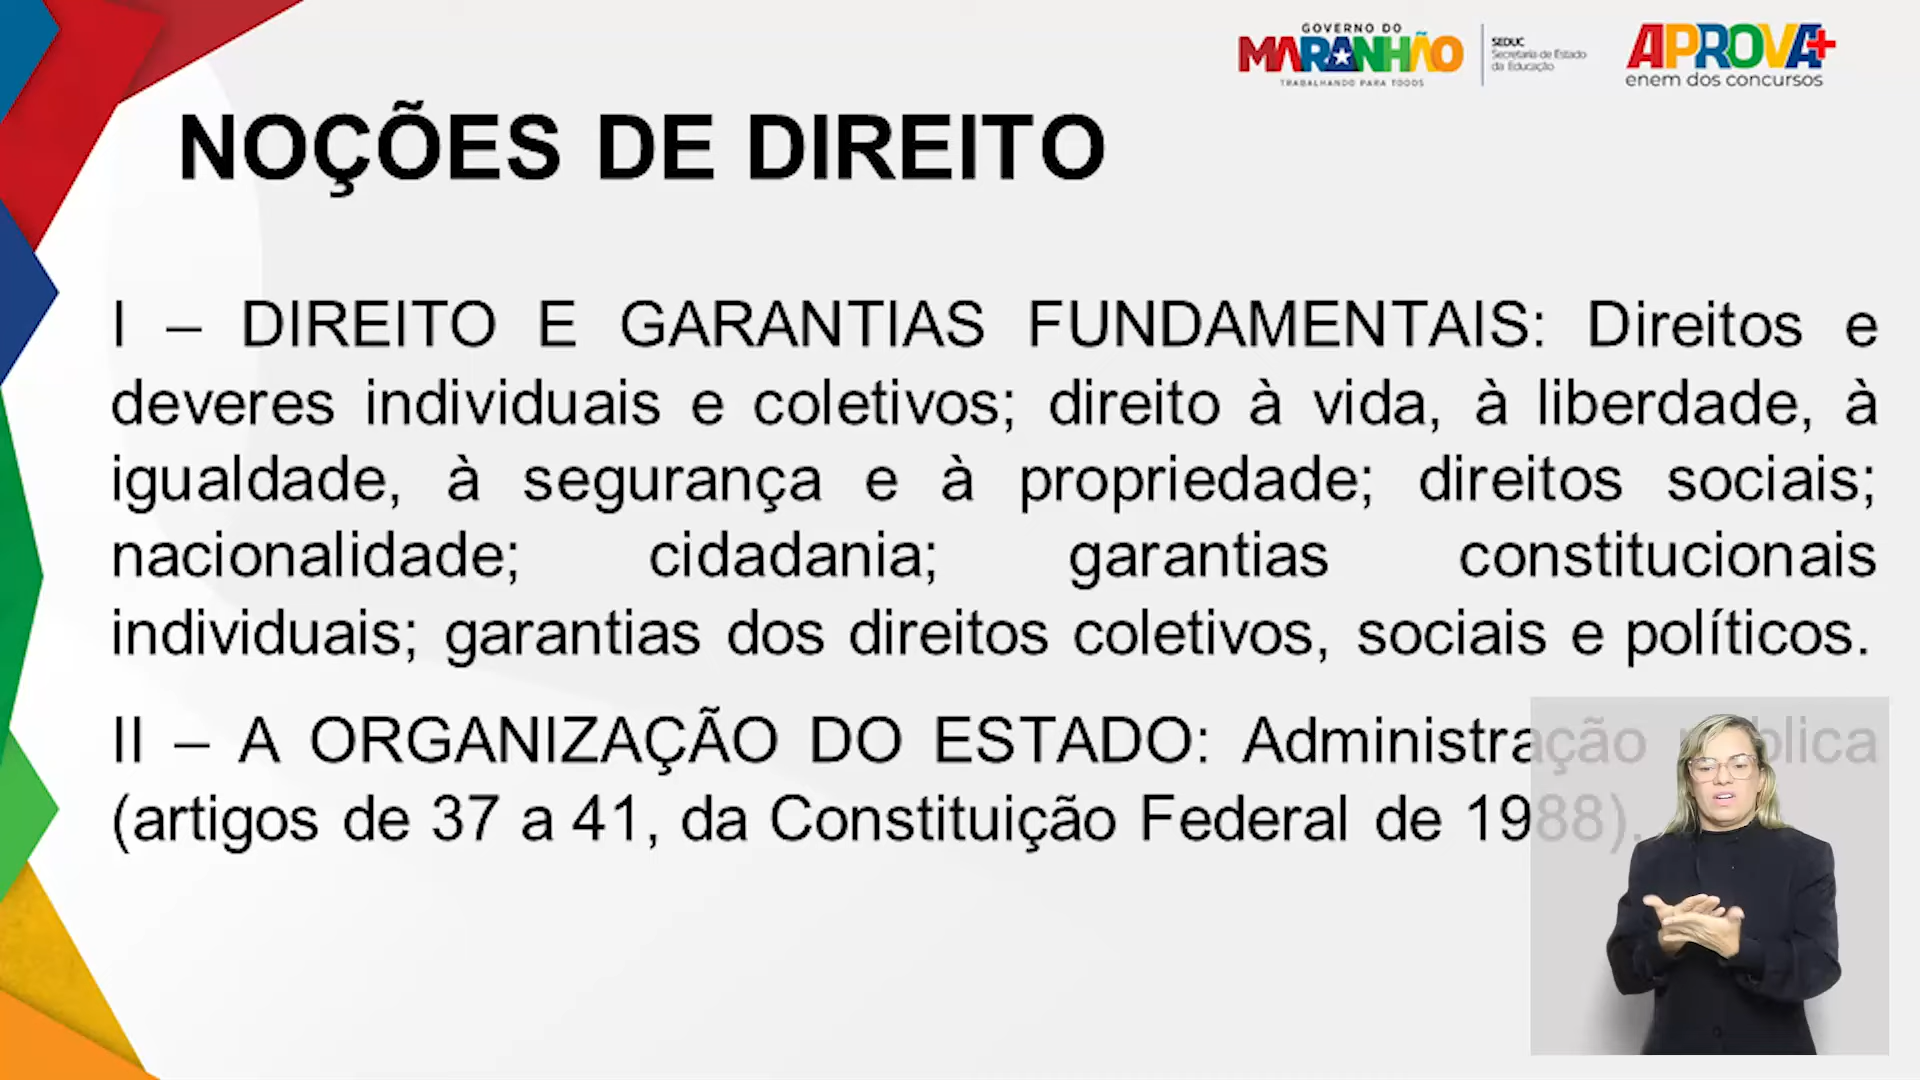 GOVERNO DO
MARANHÃO
TRABALHANDO PARA TODOS
SEDUC
Secretaria de Estado
da Educação
APROVA+
enem dos concursos
NOÇÕES DE DIREITO
I – DIREITO E GARANTIAS FUNDAMENTAIS: Direitos e
deveres individuais e coletivos; direito à vida, à liberdade, à
igualdade, à segurança e à propriedade; direitos sociais;
nacionalidade; cidadania; garantias constitucionais
individuais; garantias dos direitos coletivos, sociais e políticos.
II – A ORGANIZAÇÃO DO ESTADO: Administração pública
(artigos de 37 a 41, da Constituição Federal de 1988).